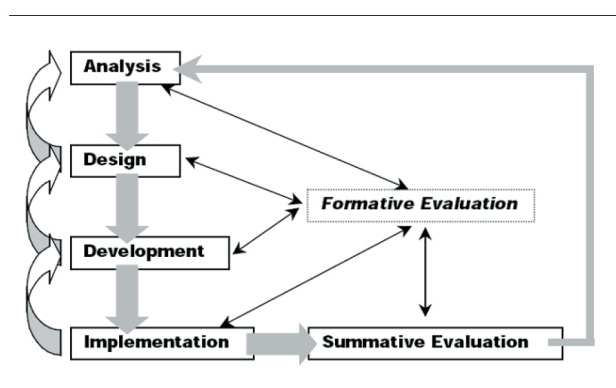 Analysis
Design
Formative Evaluation
Development
Implementation
Summative Evaluation